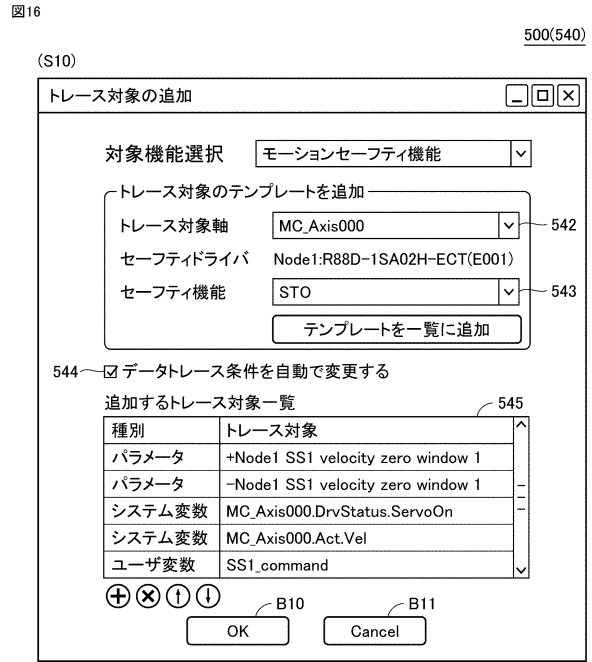 図16
500(540)
(S10)
トレース対象の追加
対象機能選択 モーションセーフティ機能
トレース対象のテンプレートを追加
トレース対象軸 MC_Axis000 542
セーフティドライバ Node1:R88D-1SA02H-ECT(E001)
セーフティ機能 STO 543
テンプレートを一覧に追加
544 データトレース条件を自動で変更する
追加するトレース対象一覧 545
種別 トレース対象
パラメータ +Node1 SS1 velocity zero window 1
パラメータ -Node1 SS1 velocity zero window 1
システム変数 MC_Axis000.DrvStatus.ServoOn
システム変数 MC_Axis000.Act.Vel
ユーザ変数 SS1_command
B10 B11
OK Cancel